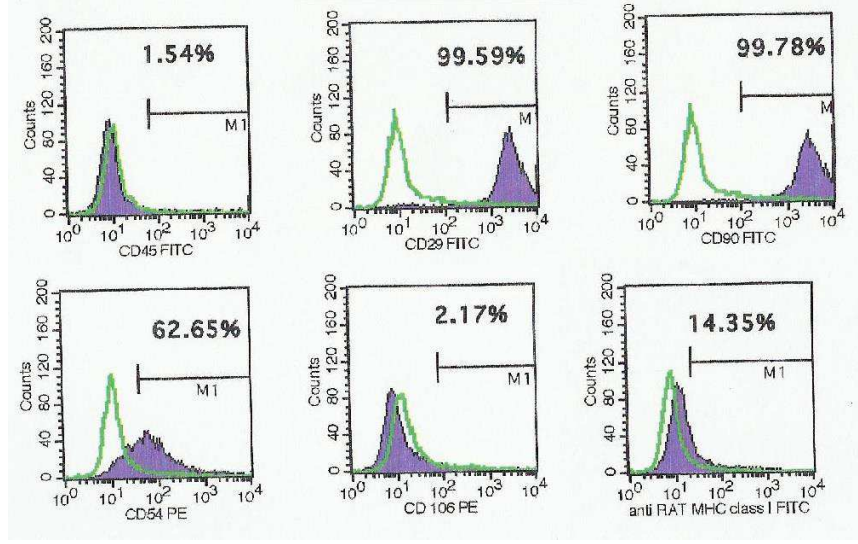 1.54%
M1
Counts
200
160
120
80
40
0
10^0 10^1 10^2 10^3 10^4
CD45 FITC
99.59%
M
Counts
200
160
120
80
40
0
10^0 10^1 10^2 10^3 10^4
CD29 FITC
99.78%
M
Counts
200
160
120
80
40
0
10^0 10^1 10^2 10^3 10^4
CD90 FITC
62.65%
M1
Counts
200
160
120
80
40
0
10^0 10^1 10^2 10^3 10^4
CD54 PE
2.17%
M1
Counts
200
160
120
80
40
0
10^0 10^1 10^2 10^3 10^4
CD 106 PE
14.35%
M1
Counts
200
160
120
80
40
0
10^0 10^1 10^2 10^3 10^4
anti RAT MHC class I FITC